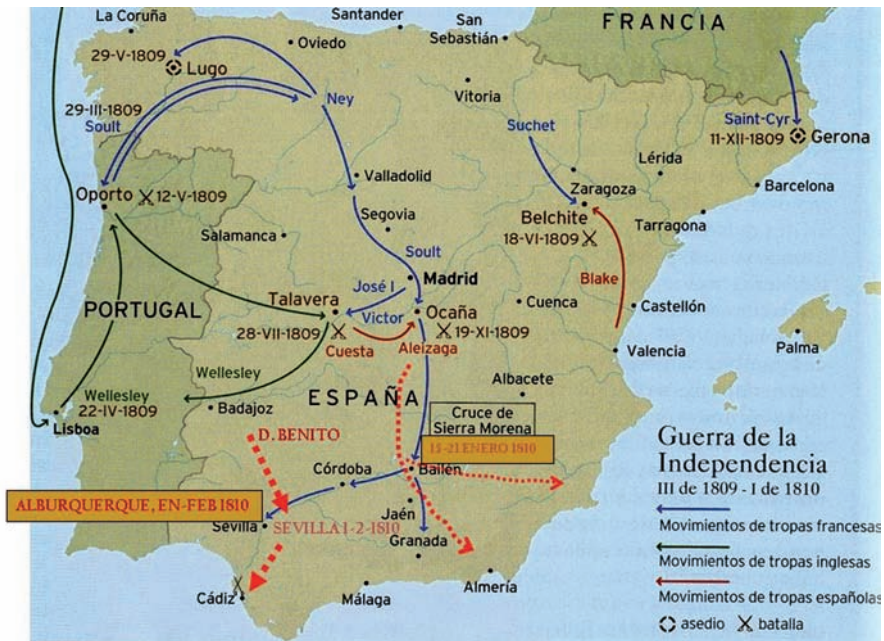 La Coruña
Santander
San
Sebastián
FRANCIA
Oviedo
29-V-1809
Lugo
Vitoria
Ney
29-III-1809
Soult
Suchet
Saint-Cyr
11-XII-1809
Gerona
Lérida
Valladolid
Zaragoza
Barcelona
Oporto
12-V-1809
Segovia
Belchite
Tarragona
18-VI-1809
Salamanca
Soult
Madrid
José I
Blake
PORTUGAL
Talavera
Victor
Ocaña
Cuenca
Castellón
28-VII-1809
19-XI-1809
Cuesta
Aleizaga
Palma
Valencia
Wellesley
Albacete
Wellesley
22-IV-1809
Lisboa
Badajoz
ESPAÑA
Cruce de
Sierra Morena
15-21 ENERO 1810
D. BENITO
Bailén
Córdoba
ALBURQUERQUE, EN-FEB 1810
Jaén
Sevilla
SEVILLA 1-2-1810
Granada
Almería
Cádiz
Málaga
Guerra de la
Independencia
III de 1809 - I de 1810
Movimientos de tropas francesas
Movimientos de tropas inglesas
Movimientos de tropas españolas
asedio
batalla